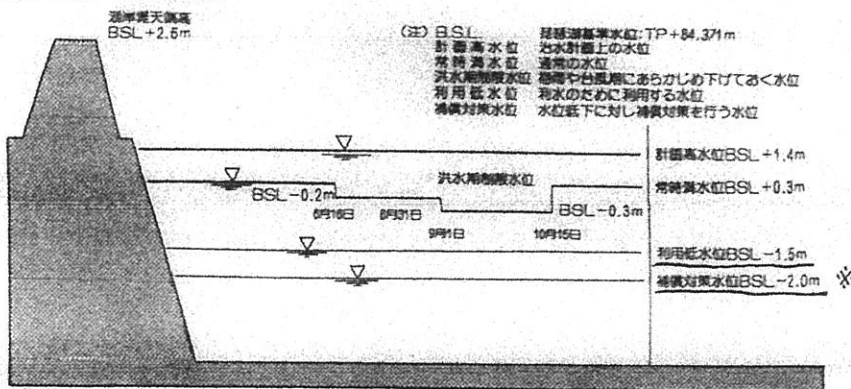 湖岸堤天端高
BSL+2.6m
(注) B.S.L. 琵琶湖基準水位:TP+84.371m
計画高水位 治水計画上の水位
常時満水位 通常の水位
洪水期制限水位 梅雨や台風期にあらかじめ下げておく水位
利用低水位 利水のために利用する水位
補償対策水位 水位低下に対し補償対策を行う水位
計画高水位BSL+1.4m
洪水期制限水位
常時満水位BSL+0.3m
BSL-0.2m
BSL-0.3m
6月16日 8月31日
9月1日 10月15日
利用低水位BSL-1.5m
補償対策水位BSL-2.0m ※